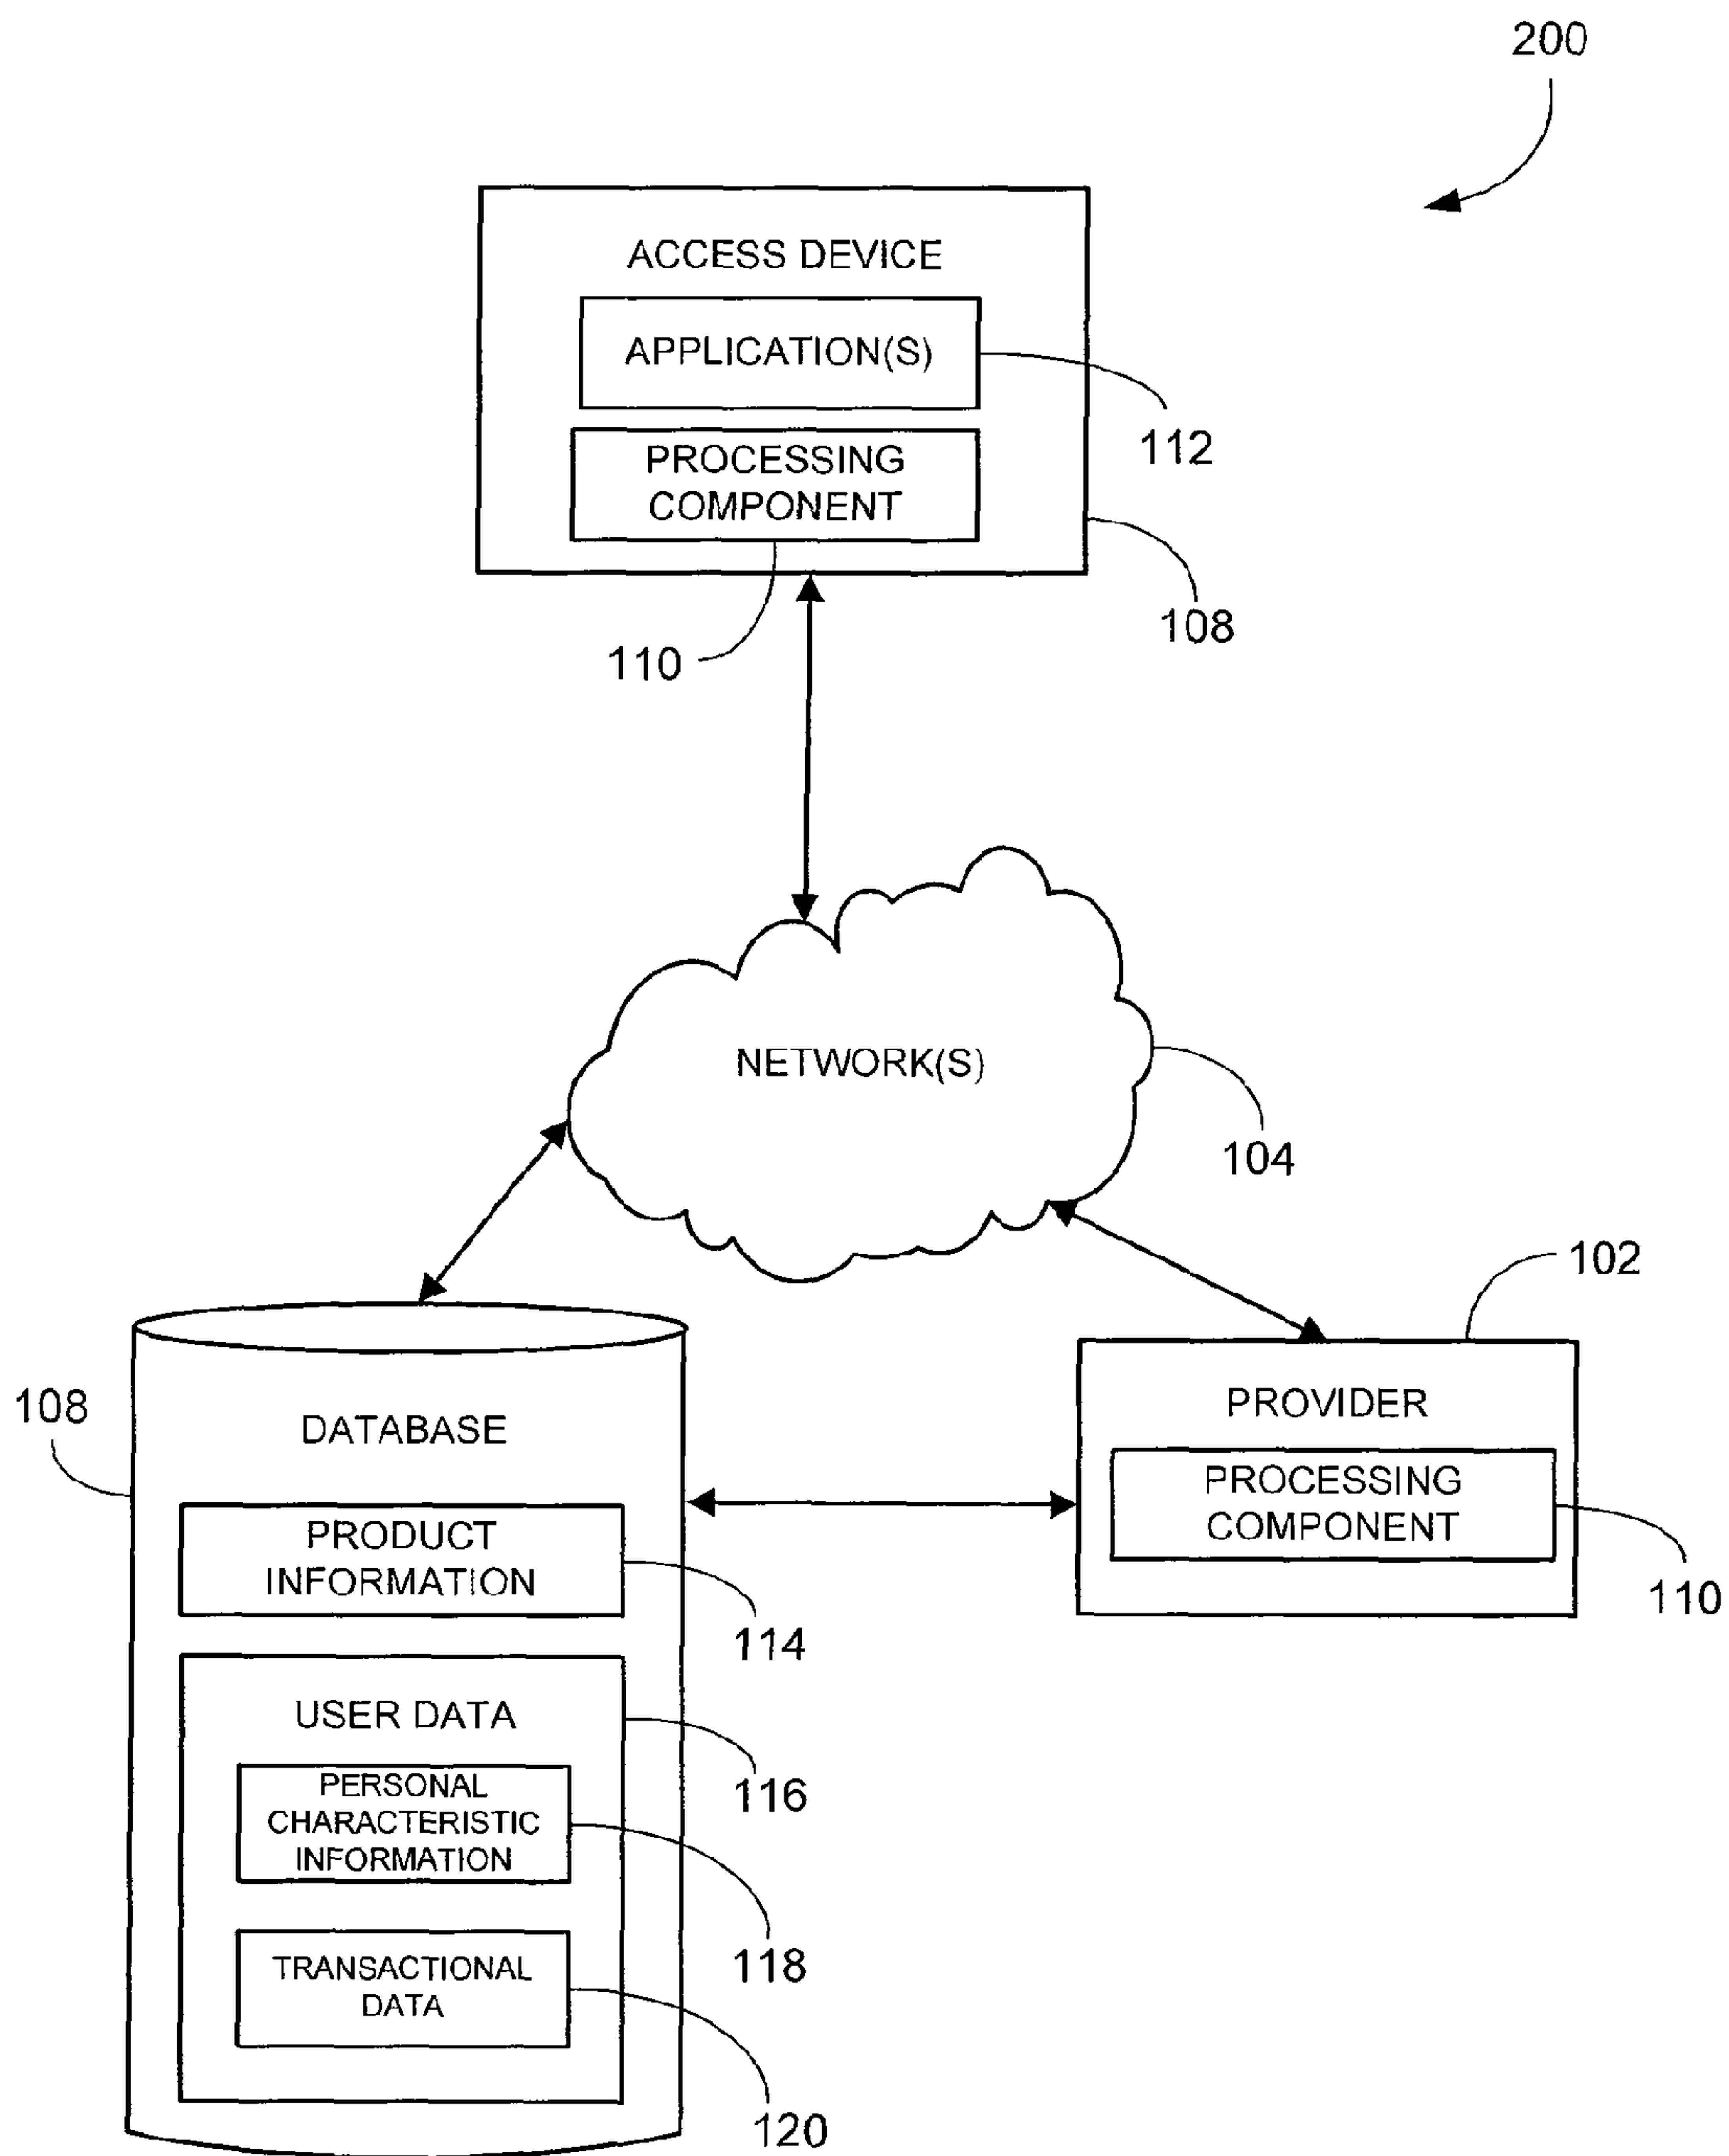 200
ACCESS DEVICE
APPLICATION(S)
112
PROCESSING
COMPONENT
108
110
NETWORK(S)
104
102
PROVIDER
PROCESSING
COMPONENT
110
108
DATABASE
PRODUCT
INFORMATION
114
USER DATA
116
PERSONAL
CHARACTERISTIC
INFORMATION
118
TRANSACTIONAL
DATA
120